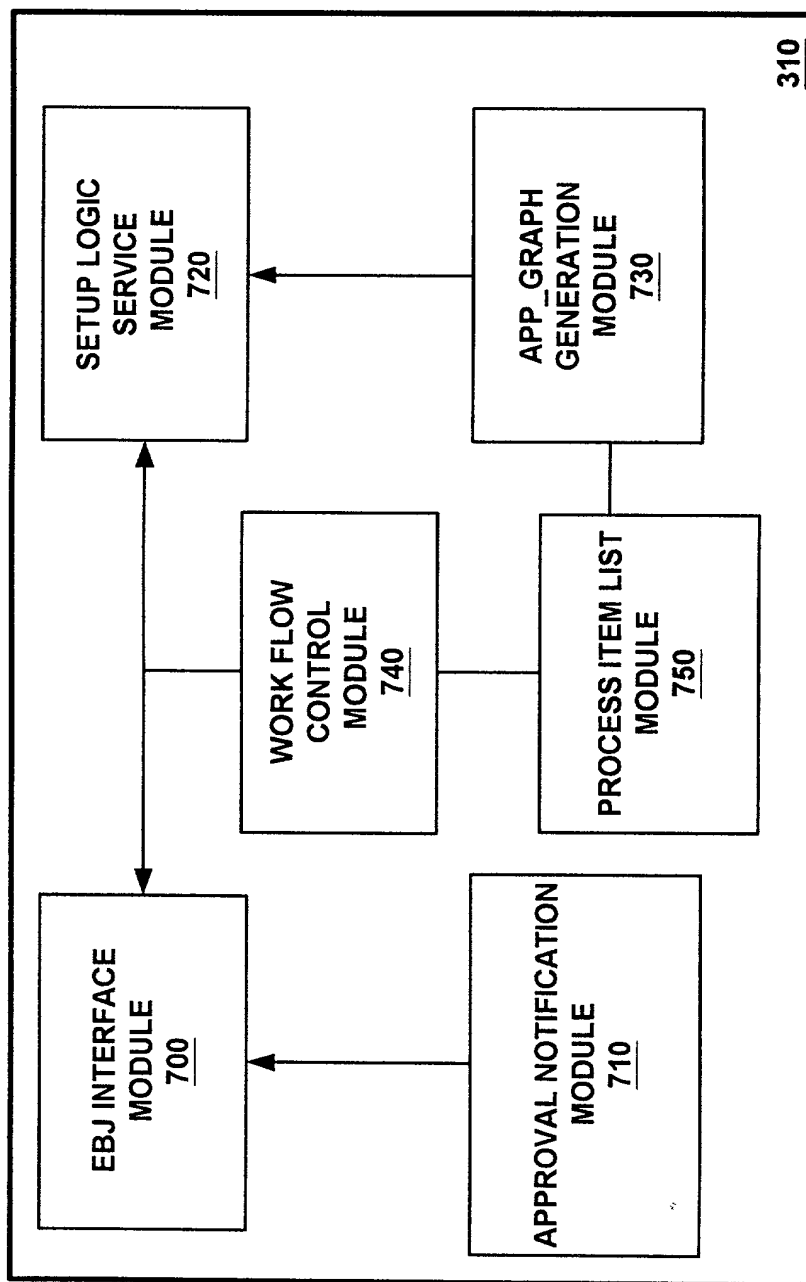 EBJ INTERFACE
MODULE
700
SETUP LOGIC
SERVICE
MODULE
720
WORK FLOW
CONTROL
MODULE
740
APPROVAL NOTIFICATION
MODULE
710
PROCESS ITEM LIST
MODULE
750
APP_GRAPH
GENERATION
MODULE
730
310